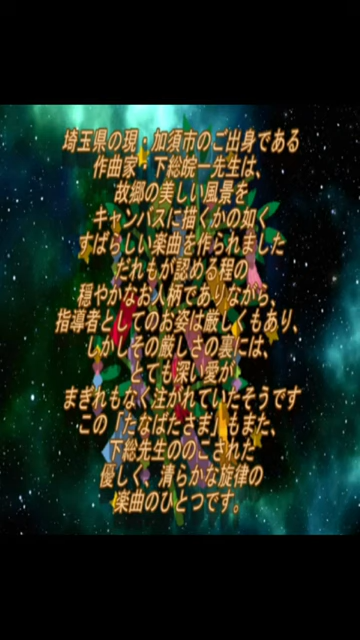 埼玉県の現・加須市のご出身である
作曲家・下総皖一先生は、
故郷の美しい風景を
キャンバスに描くかの如く
すばらしい楽曲を作られました
だれもが認める程の
穏やかなお人柄でありながら、
指導者としてのお姿は厳しくもあり、
しかしその厳しさの裏には、
とても深い愛が
まぎれもなく注がれていたそうです
この「たなばたさま」もまた、
下総先生ののこされた
優しく、清らかな旋律の
楽曲のひとつです。